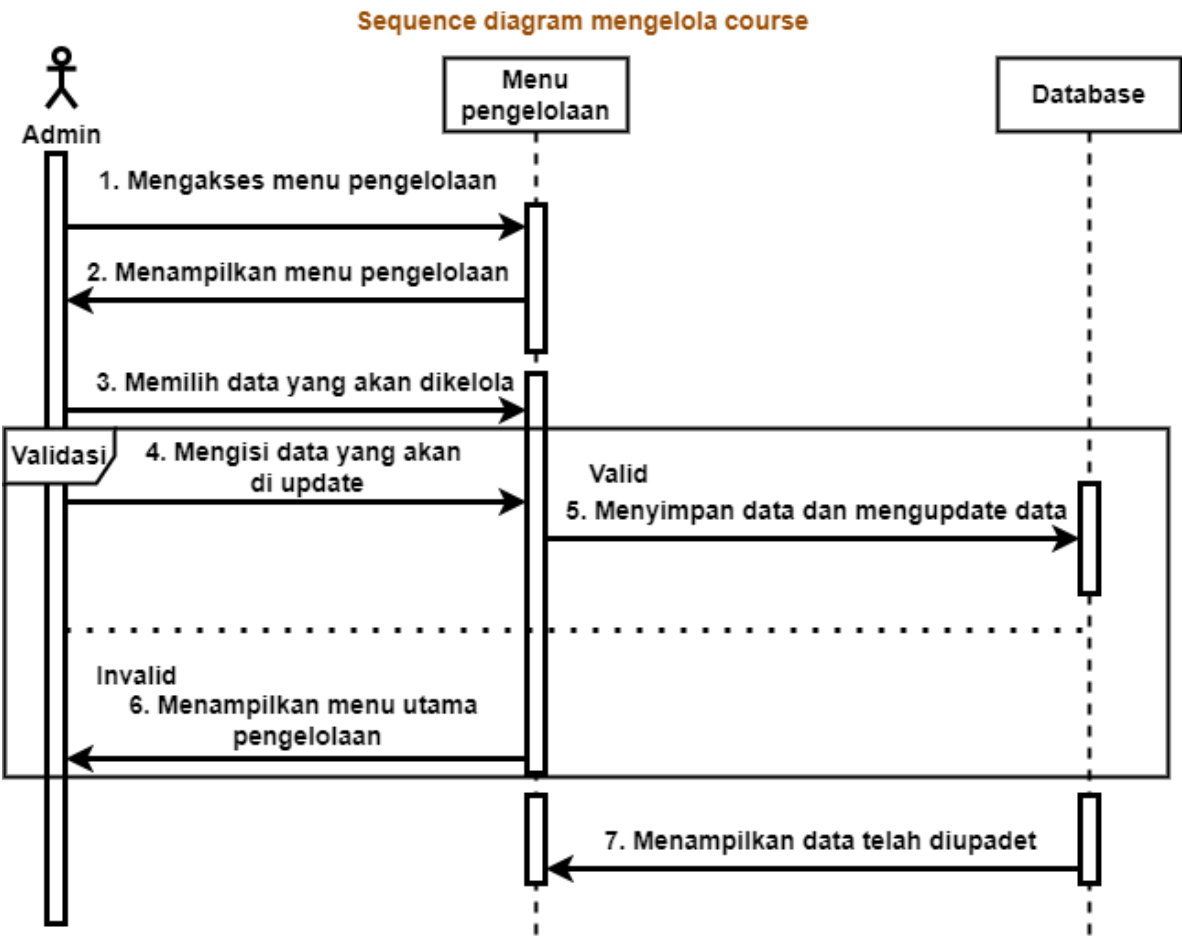 Sequence diagram mengelola course
Menu
pengelolaan
Database
Admin
1. Mengakses menu pengelolaan
2. Menampilkan menu pengelolaan
3. Memilih data yang akan dikelola
Validasi
4. Mengisi data yang akan
di update
Valid
5. Menyimpan data dan mengupdate data
Invalid
6. Menampilkan menu utama
pengelolaan
7. Menampilkan data telah diupadet